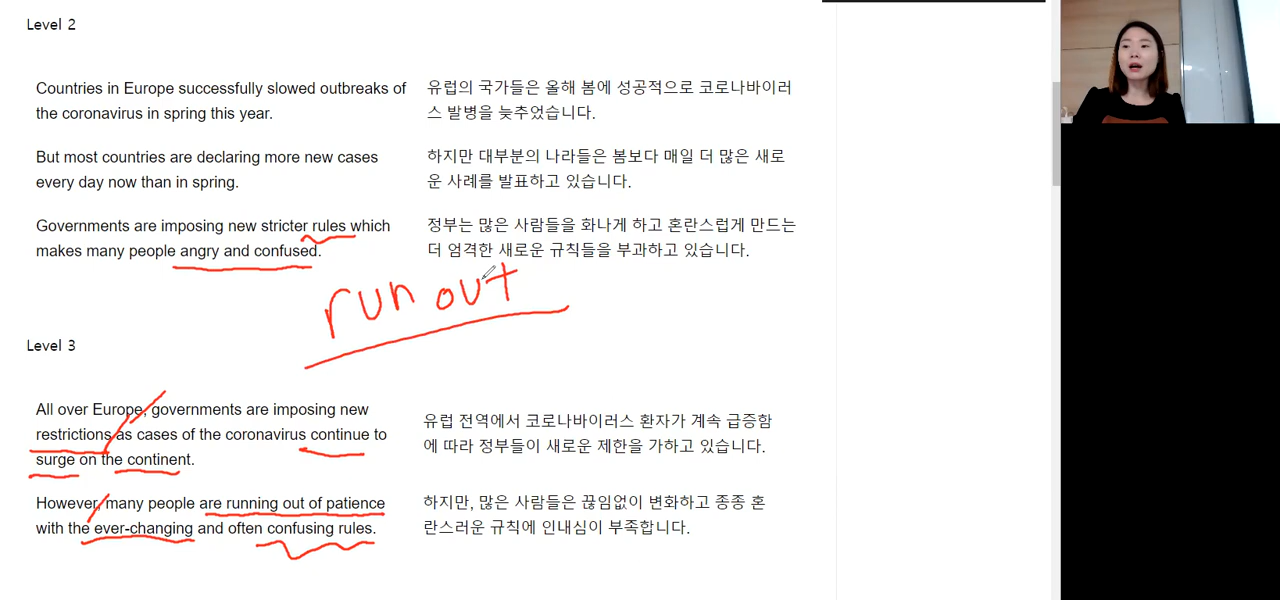 Level 2
Countries in Europe successfully slowed outbreaks of
the coronavirus in spring this year.
유럽의 국가들은 올해 봄에 성공적으로 코로나바이러
스 발병을 늦추었습니다.
But most countries are declaring more new cases
every day now than in spring.
하지만 대부분의 나라들은 봄보다 매일 더 많은 새로
운 사례를 발표하고 있습니다.
Governments are imposing new stricter rules which
makes many people angry and confused.
정부는 많은 사람들을 화나게 하고 혼란스럽게 만드는
더 엄격한 새로운 규칙들을 부과하고 있습니다.
run out
Level 3
All over Europe, governments are imposing new
restrictions as cases of the coronavirus continue to
surge on the continent.
유럽 전역에서 코로나바이러스 환자가 계속 급증함
에 따라 정부들이 새로운 제한을 가하고 있습니다.
However, many people are running out of patience
with the ever-changing and often confusing rules.
하지만, 많은 사람들은 끊임없이 변화하고 종종 혼
란스러운 규칙에 인내심이 부족합니다.